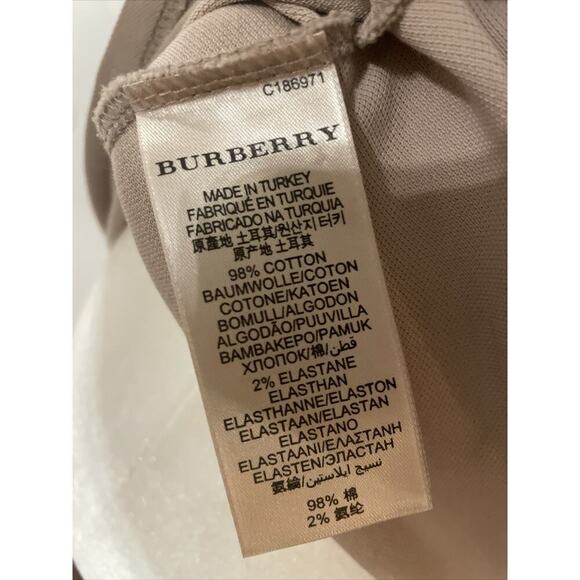 C186971
BURBERRY
MADE IN TURKEY
FABRIQUÉ EN TURQUIE
FABRICADO NA TURQUIA
原產地 土耳其/원산지 터키
原产地 土耳其
98% COTTON
BAUMWOLLE/COTON
COTONE/KATOEN
BOMULL/ALGODON
ALGODÃO/PUUVILLA
BAMBAKEPO/PAMUK
ХЛОПОК/棉/قطن
2% ELASTANE
ELASTHAN
ELASTHANNE/ELASTON
ELASTAAN/ELASTAN
ELASTANO
ELASTAANI/ΕΛΑΣΤΑΝΗ
ELASTEN/ЭЛАСТАН
氨綸/نسيج ايلاستين
98% 棉
2% 氨纶